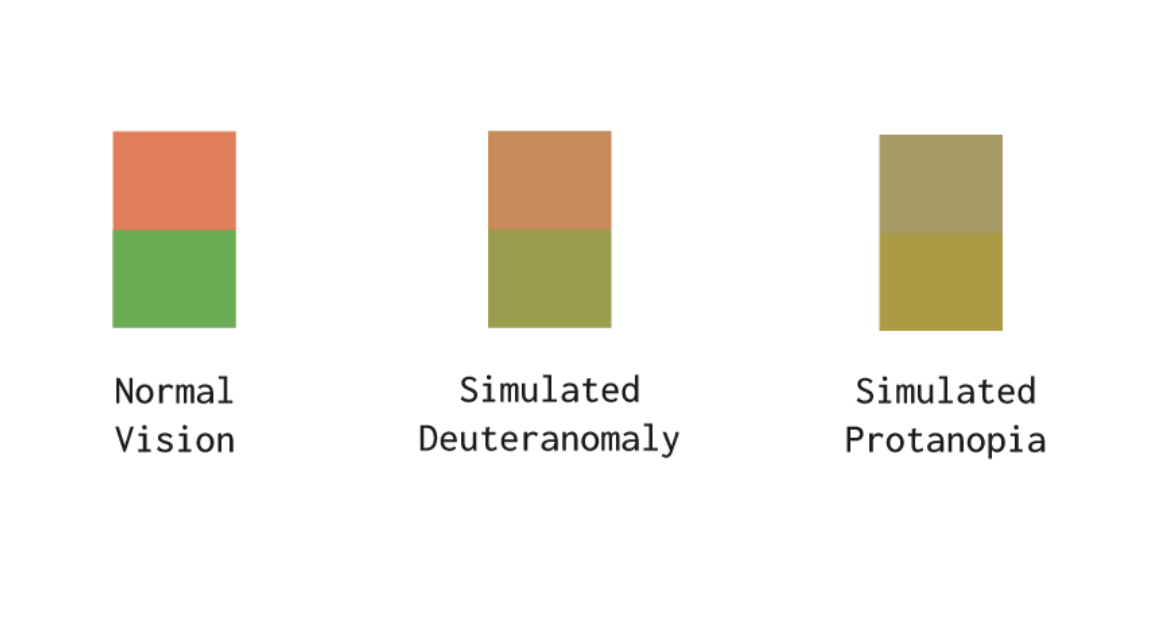 Normal
Vision
Simulated
Deuteranomaly
Simulated
Protanopia